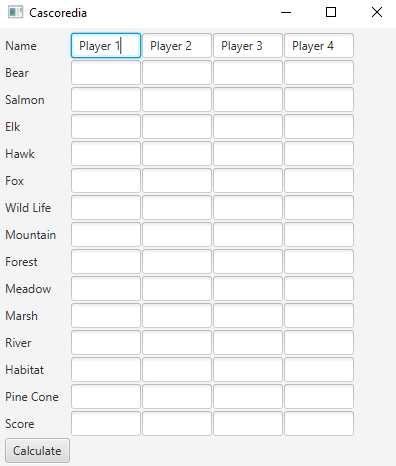 Cascoredia
Name Player 1 Player 2 Player 3 Player 4
Bear
Salmon
Elk
Hawk
Fox
Wild Life
Mountain
Forest
Meadow
Marsh
River
Habitat
Pine Cone
Score
Calculate